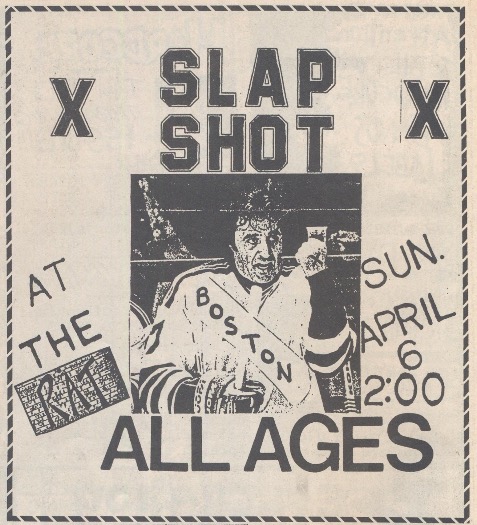 SLAP
X SHOT X
BOSTON
AT
THE
RAT
SUN.
APRIL
6
2:00
ALL AGES